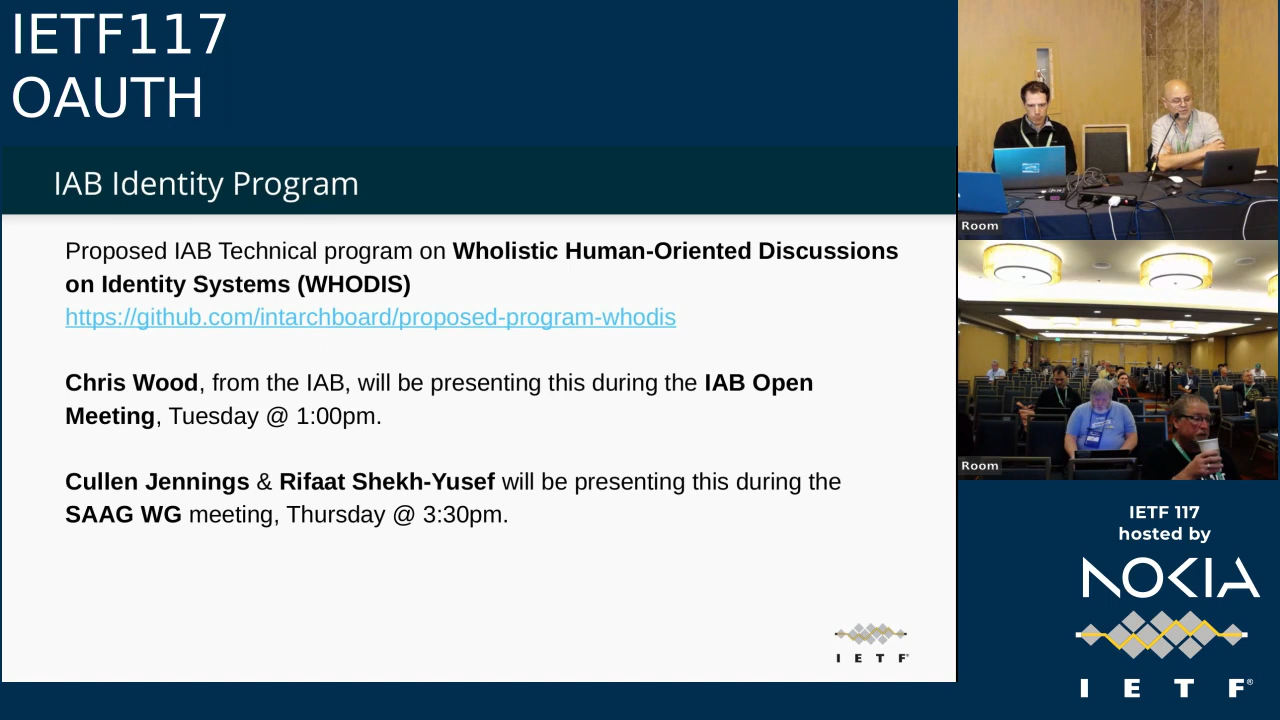 IETF117
OAUTH
IAB Identity Program
Proposed IAB Technical program on Wholistic Human-Oriented Discussions
on Identity Systems (WHODIS)
https://github.com/intarchboard/proposed-program-whodis
Chris Wood, from the IAB, will be presenting this during the IAB Open
Meeting, Tuesday @ 1:00pm.
Cullen Jennings & Rifaat Shekh-Yusef will be presenting this during the
SAAG WG meeting, Thursday @ 3:30pm.
I E T F®
Room
Room
IETF 117
hosted by
NOKIA
I E T F®